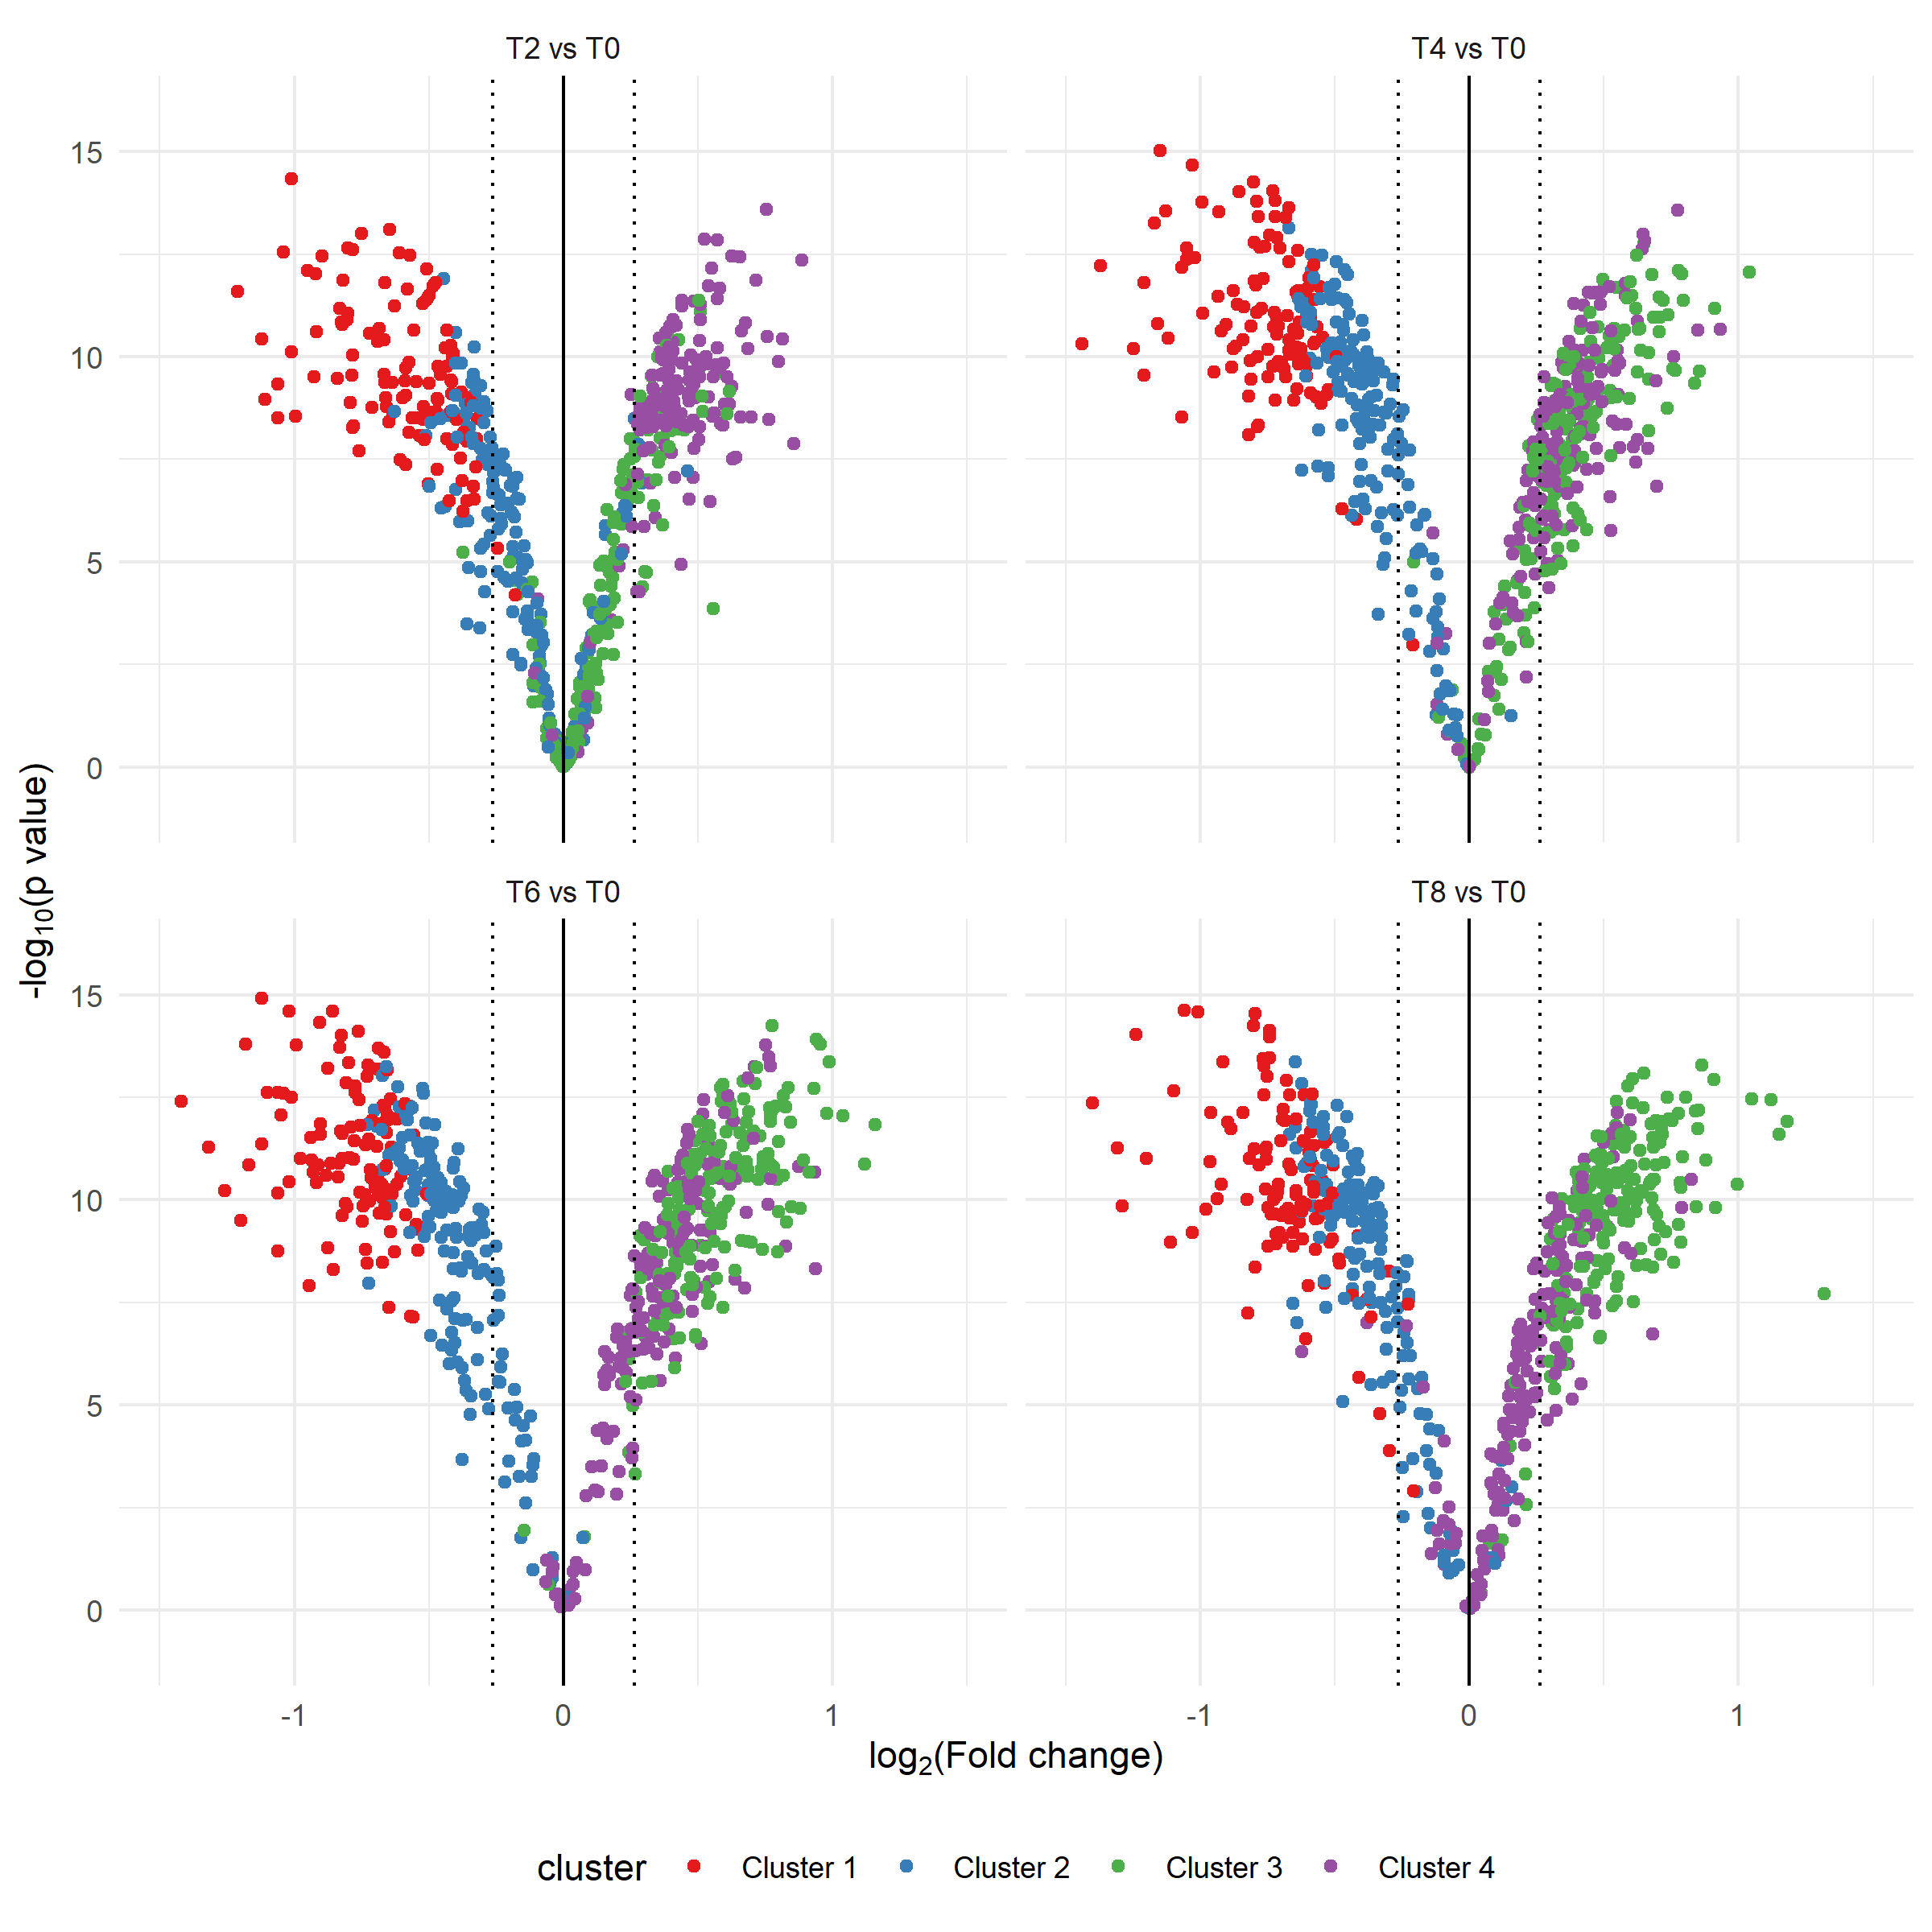 T2 vs T0
T4 vs T0
15
10
5
0
T6 vs T0
T8 vs T0
15
10
5
0
-log₁₀(p value)
-1
0
1
-1
0
1
log₂(Fold change)
cluster
Cluster 1
Cluster 2
Cluster 3
Cluster 4